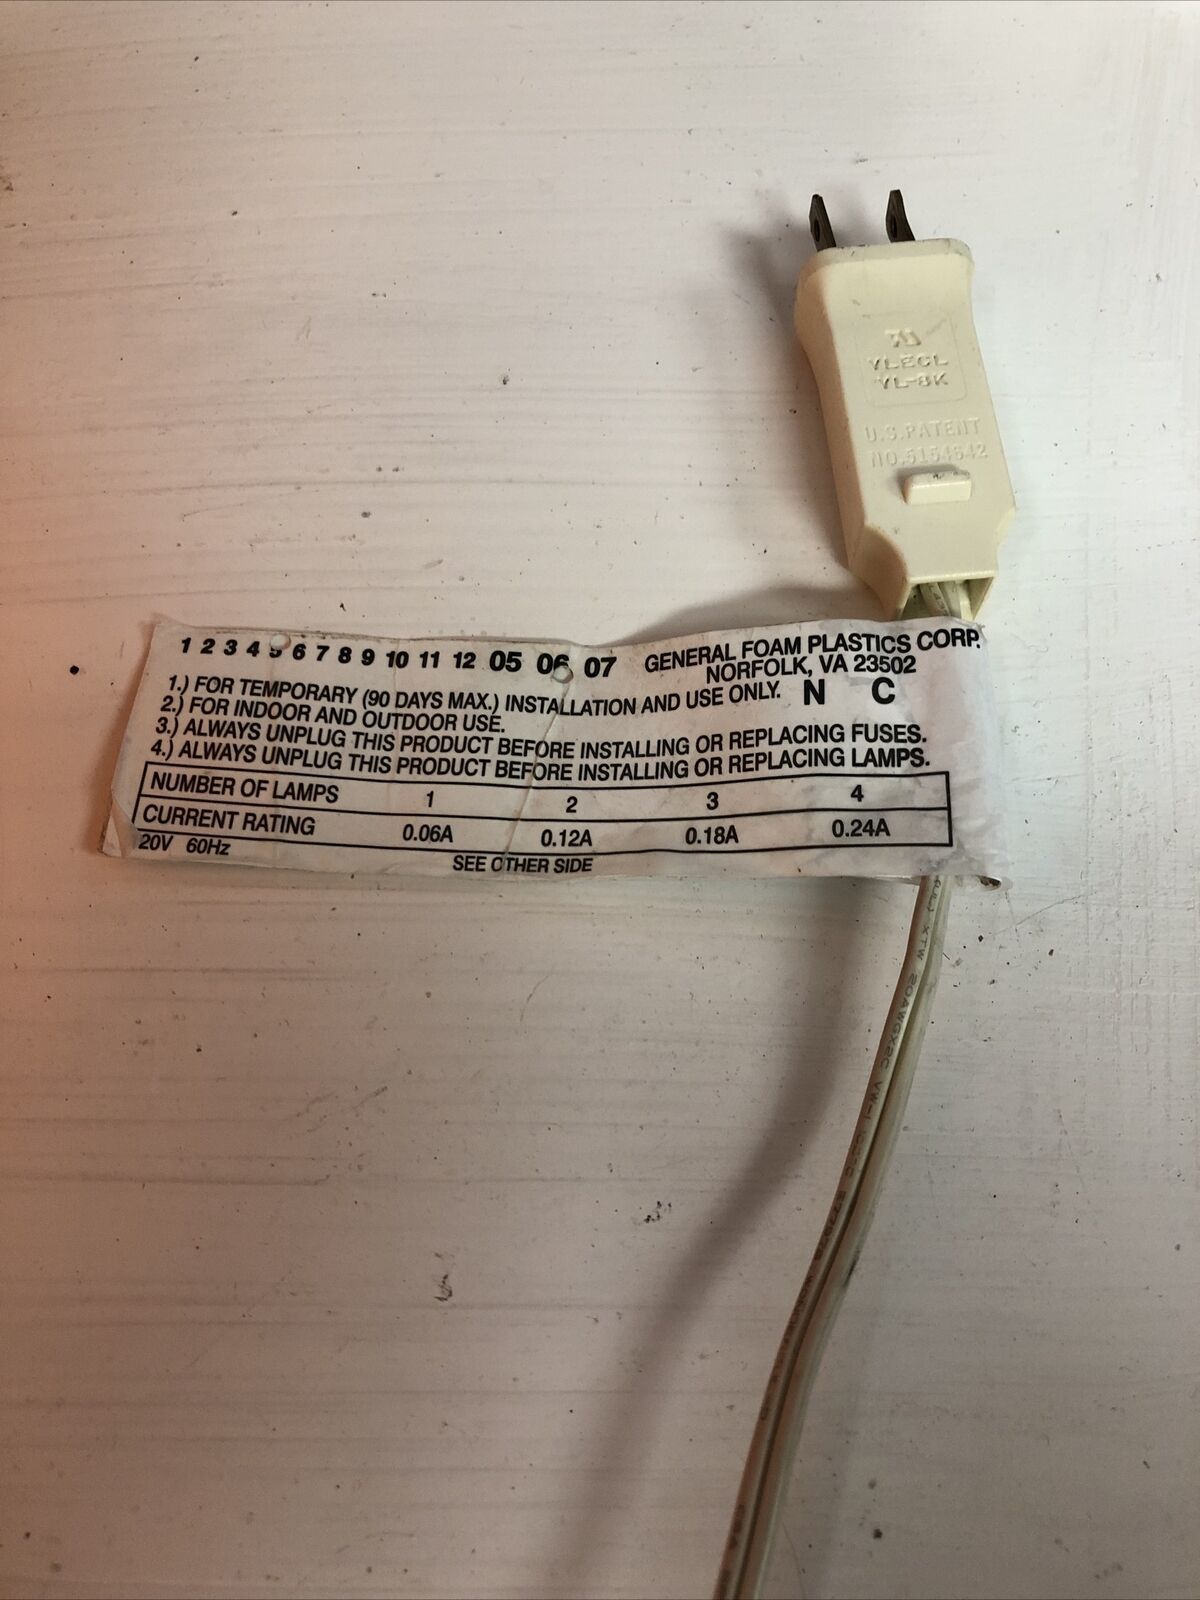 YLECL
YL-8K
U.S.PATENT
NO.5154642
1 2 3 4 5 6 7 8 9 10 11 12 05 06 07
GENERAL FOAM PLASTICS CORP.
NORFOLK, VA 23502
N C
1.) FOR TEMPORARY (90 DAYS MAX.) INSTALLATION AND USE ONLY.
2.) FOR INDOOR AND OUTDOOR USE.
3.) ALWAYS UNPLUG THIS PRODUCT BEFORE INSTALLING OR REPLACING FUSES.
4.) ALWAYS UNPLUG THIS PRODUCT BEFORE INSTALLING OR REPLACING LAMPS.
NUMBER OF LAMPS 1 2 3 4
CURRENT RATING 0.06A 0.12A 0.18A 0.24A
20V 60Hz
SEE OTHER SIDE
XTW 20AWGX2C VW-1